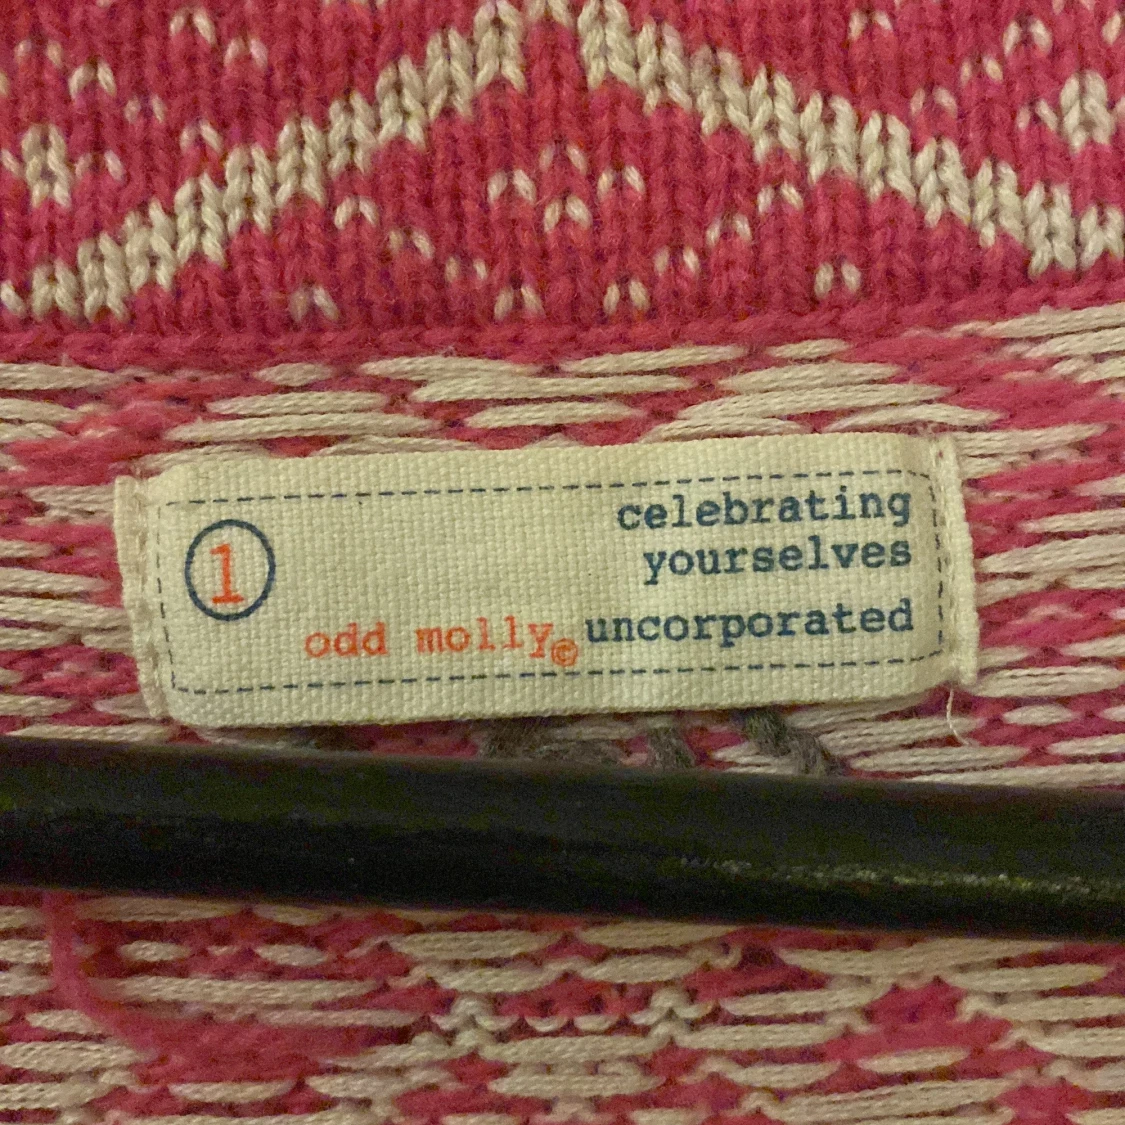 celebrating
yourselves
1
odd molly© uncorporated